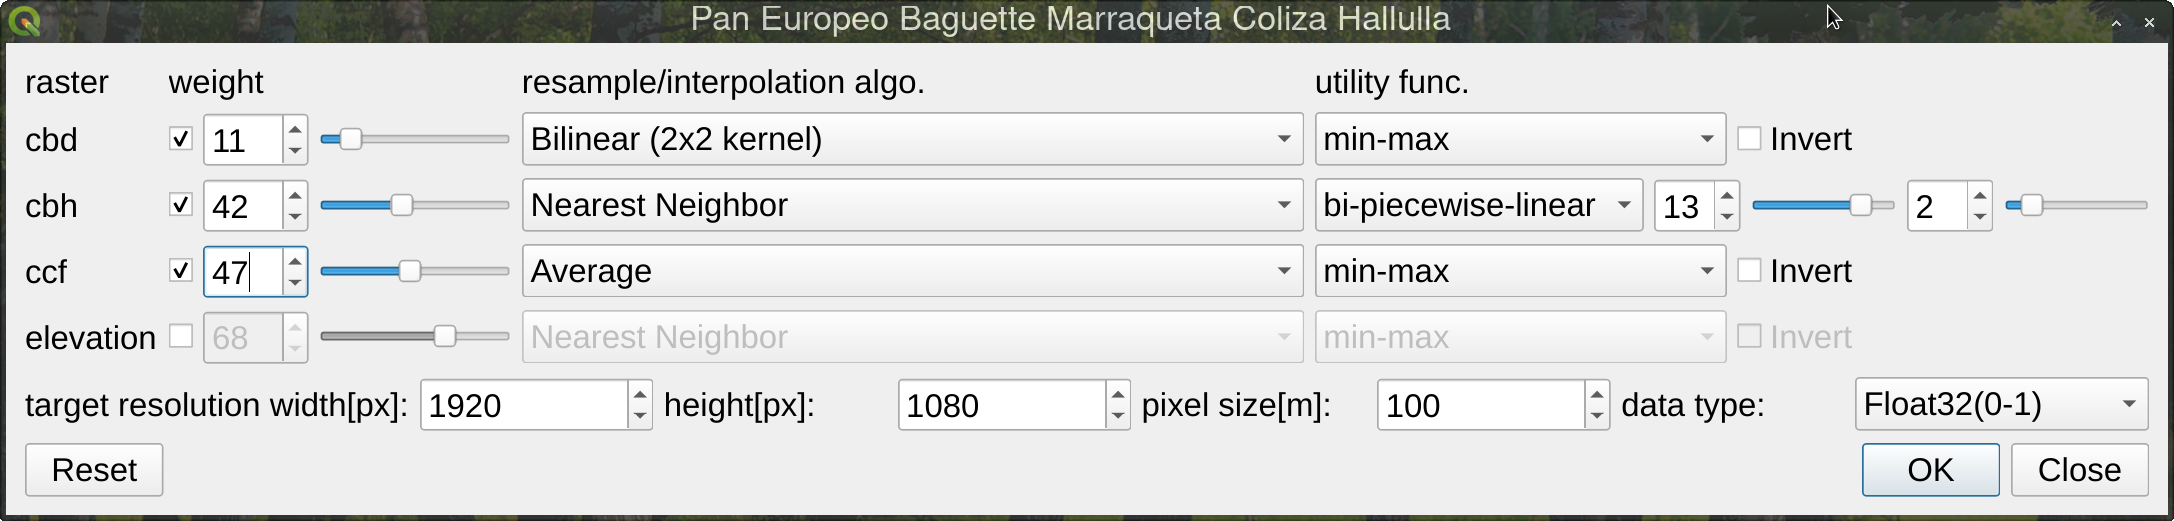 Pan Europeo Baguette Marraqueta Coliza Hallulla
raster weight resample/interpolation algo. utility func.
cbd 11 Bilinear (2x2 kernel) min-max Invert
cbh 42 Nearest Neighbor bi-piecewise-linear 13 2
ccf 47 Average min-max Invert
elevation 68 Nearest Neighbor min-max Invert
target resolution width[px]: 1920 height[px]: 1080 pixel size[m]: 100 data type: Float32(0-1)
Reset OK Close